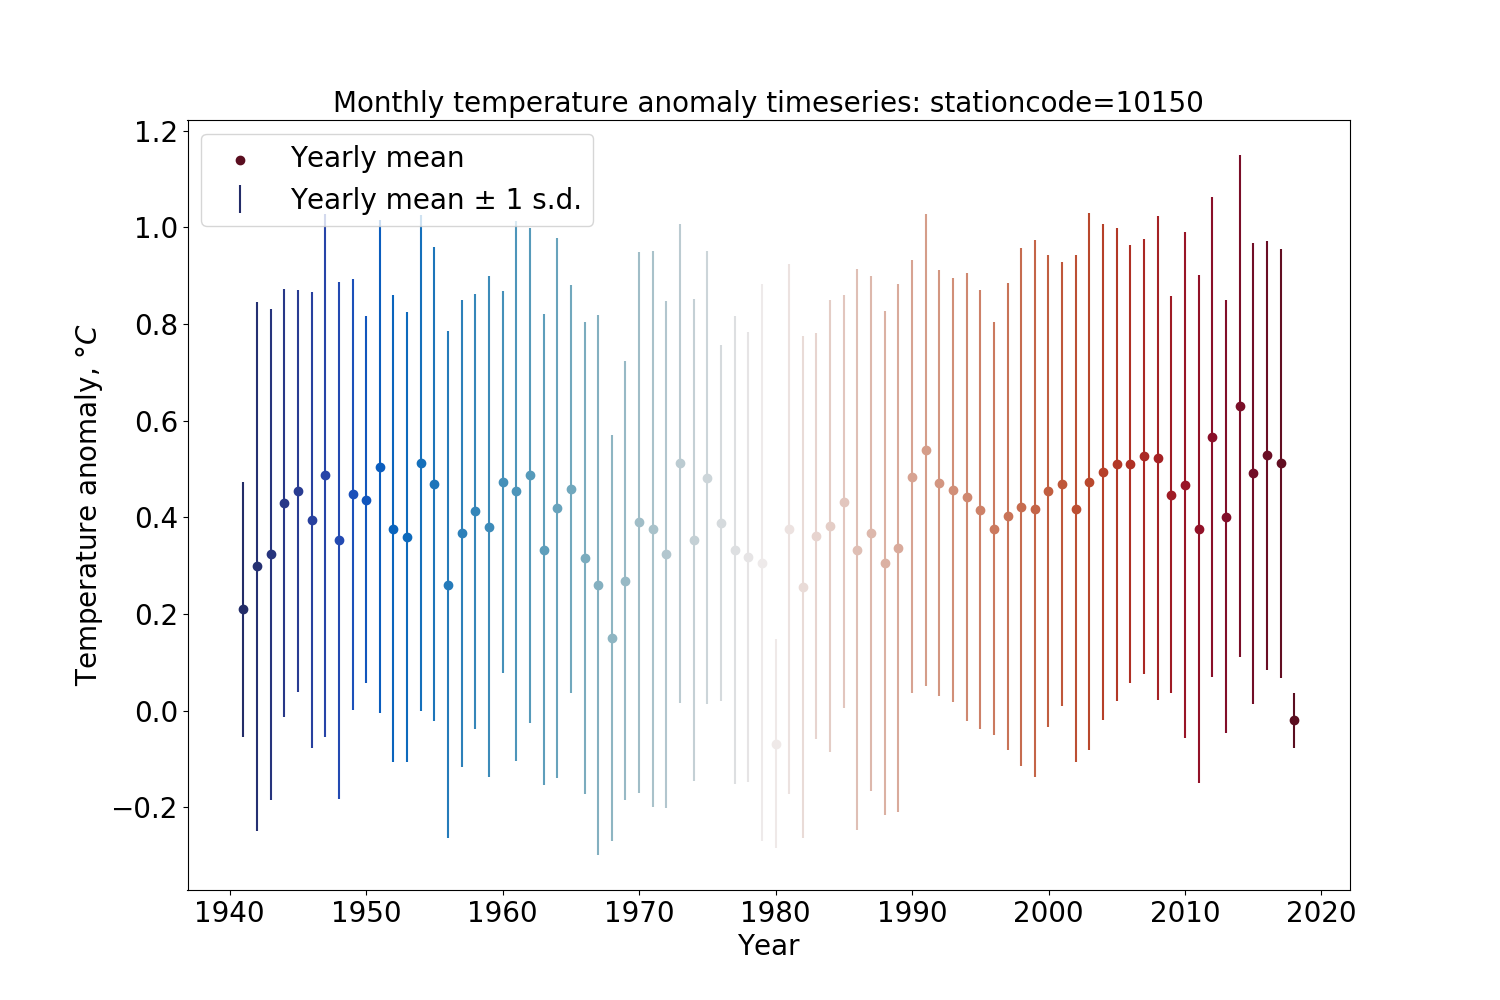 Monthly temperature anomaly timeseries: stationcode=10150
Yearly mean
Yearly mean ± 1 s.d.
1.2
1.0
0.8
0.6
0.4
0.2
0.0
−0.2
Temperature anomaly, °C
1940 1950 1960 1970 1980 1990 2000 2010 2020
Year